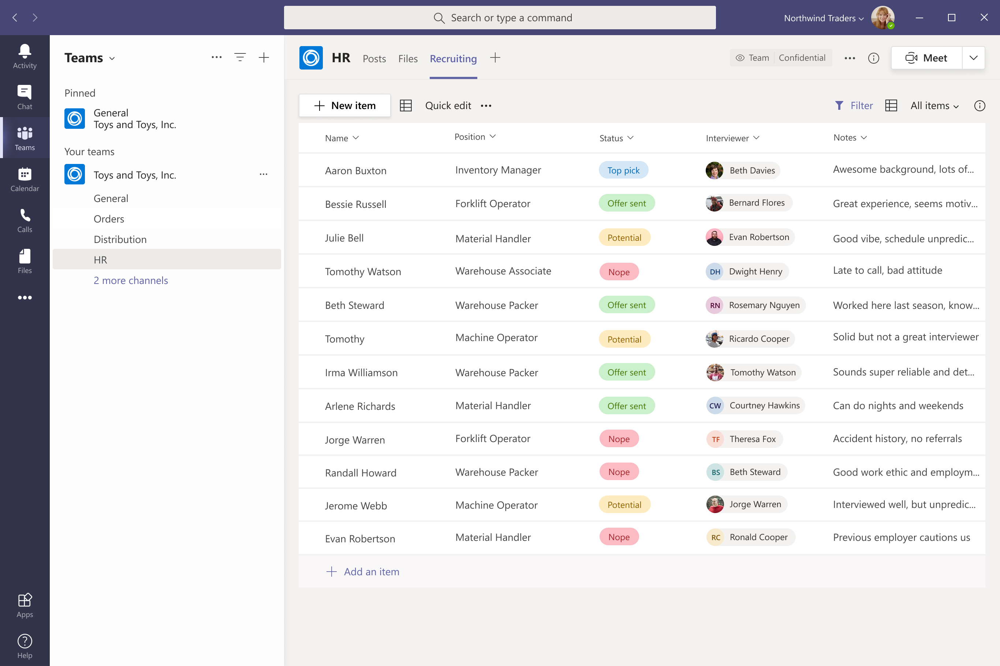 Search or type a command
Northwind Traders
Activity
Chat
Teams
Calendar
Calls
Files
Apps
Help
Teams
Pinned
General
Toys and Toys, Inc.
Your teams
Toys and Toys, Inc.
General
Orders
Distribution
HR
2 more channels
HR Posts Files Recruiting
Team Confidential
Meet
New item Quick edit
Filter All items
Name Position Status Interviewer Notes
Aaron Buxton Inventory Manager Top pick Beth Davies Awesome background, lots of...
Bessie Russell Forklift Operator Offer sent Bernard Flores Great experience, seems motiv...
Julie Bell Material Handler Potential Evan Robertson Good vibe, schedule unpredic...
Tomothy Watson Warehouse Associate Nope DH Dwight Henry Late to call, bad attitude
Beth Steward Warehouse Packer Offer sent RN Rosemary Nguyen Worked here last season, know...
Tomothy Machine Operator Potential Ricardo Cooper Solid but not a great interviewer
Irma Williamson Warehouse Packer Offer sent Tomothy Watson Sounds super reliable and det...
Arlene Richards Material Handler Offer sent CW Courtney Hawkins Can do nights and weekends
Jorge Warren Forklift Operator Nope TF Theresa Fox Accident history, no referrals
Randall Howard Warehouse Packer Nope BS Beth Steward Good work ethic and employm...
Jerome Webb Machine Operator Potential Jorge Warren Interviewed well, but unpredic...
Evan Robertson Material Handler Nope RC Ronald Cooper Previous employer cautions us
Add an item